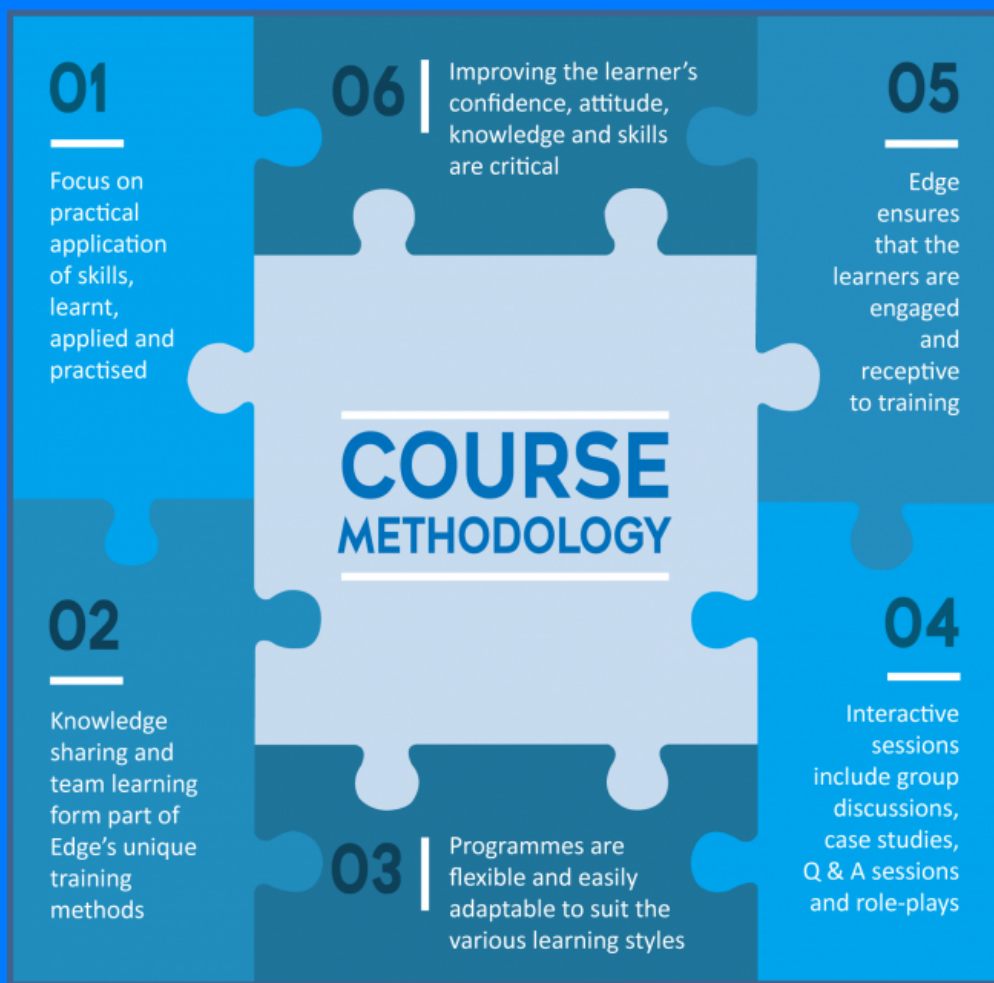 01
Focus on
practical
application
of skills,
learnt,
applied and
practised
02
Knowledge
sharing and
team learning
form part of
Edge's unique
training
methods
03
Programmes are
flexible and easily
adaptable to suit the
various learning styles
04
Interactive
sessions
include group
discussions,
case studies,
Q & A sessions
and role-plays
05
Edge
ensures
that the
learners are
engaged
and
receptive
to training
06
Improving the learner's
confidence, attitude,
knowledge and skills
are critical
COURSE
METHODOLOGY